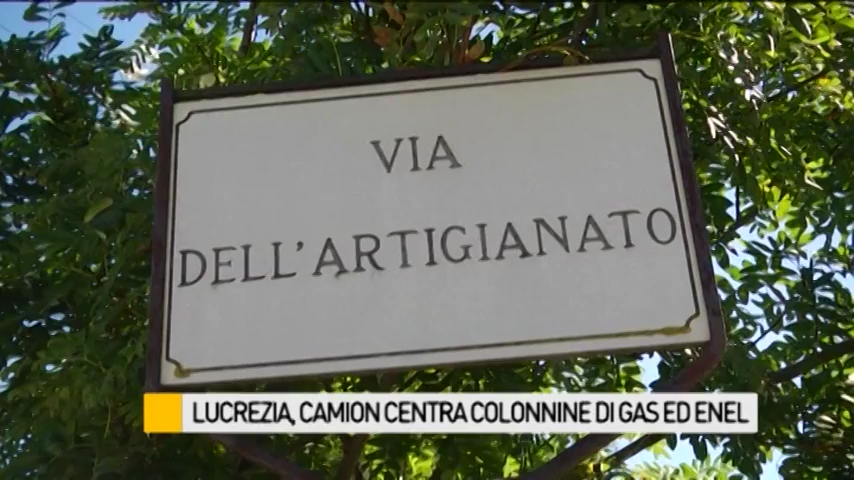 VIA
DELL'ARTIGIANATO
LUCREZIA, CAMION CENTRA COLONNINE DI GAS ED ENEL